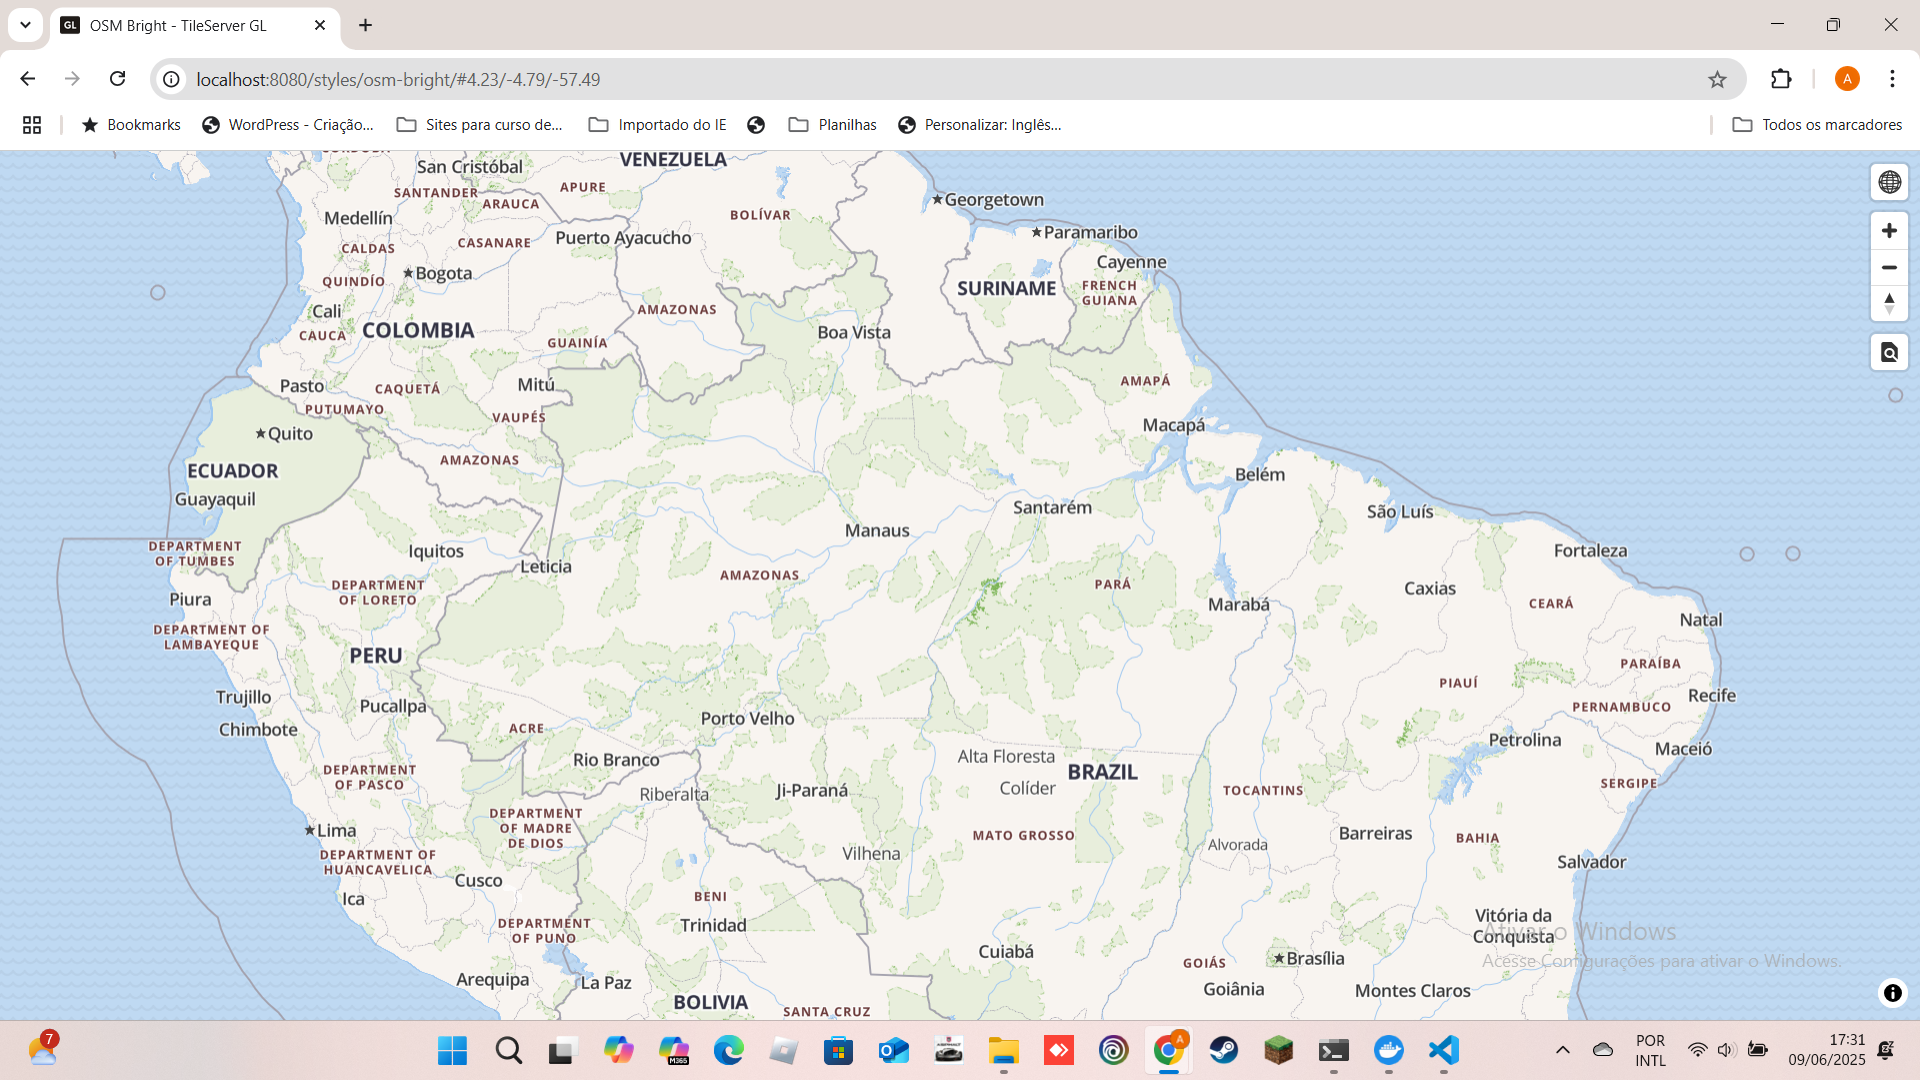 GL OSM Bright - TileServer GL
localhost:8080/styles/osm-bright/#4.23/-4.79/-57.49
A
Bookmarks
WordPress - Criação...
Sites para curso de...
Importado do IE
Planilhas
Personalizar: Inglês...
Todos os marcadores
VENEZUELA
San Cristóbal
APURE
SANTANDER
ARAUCA
Georgetown
Medellín
BOLÍVAR
Paramaribo
CALDAS
CASANARE
Puerto Ayacucho
Cayenne
Bogota
QUINDÍO
SURINAME
FRENCH
GUIANA
Cali
AMAZONAS
COLOMBIA
Boa Vista
CAUCA
GUAINÍA
Pasto
CAQUETÁ
Mitú
AMAPÁ
PUTUMAYO
VAUPÉS
Macapá
Quito
AMAZONAS
ECUADOR
Belém
Guayaquil
Santarém
São Luís
Manaus
DEPARTMENT
OF TUMBES
Iquitos
Fortaleza
Leticia
AMAZONAS
DEPARTMENT
OF LORETO
PARÁ
Caxias
Piura
Marabá
CEARÁ
Natal
DEPARTMENT OF
LAMBAYEQUE
PERU
PARAÍBA
PIAUÍ
Trujillo
Recife
Pucallpa
PERNAMBUCO
Porto Velho
Chimbote
ACRE
Petrolina
Maceió
Rio Branco
Alta Floresta
BRAZIL
DEPARTMENT
OF PASCO
Riberalta
Ji-Paraná
Colíder
TOCANTINS
SERGIPE
DEPARTMENT
OF MADRE
DE DIOS
Lima
MATO GROSSO
Barreiras
BAHIA
Alvorada
DEPARTMENT OF
HUANCAVELICA
Vilhena
Salvador
Cusco
Ica
BENI
Trinidad
DEPARTMENT
OF PUNO
Vitória da
Conquista
Ativar o Windows
Acesse Configurações para ativar o Windows.
Cuiabá
GOIÁS
Brasília
Arequipa
La Paz
Goiânia
Montes Claros
BOLIVIA
SANTA CRUZ
7
M365
A
POR
INTL
17:31
09/06/2025